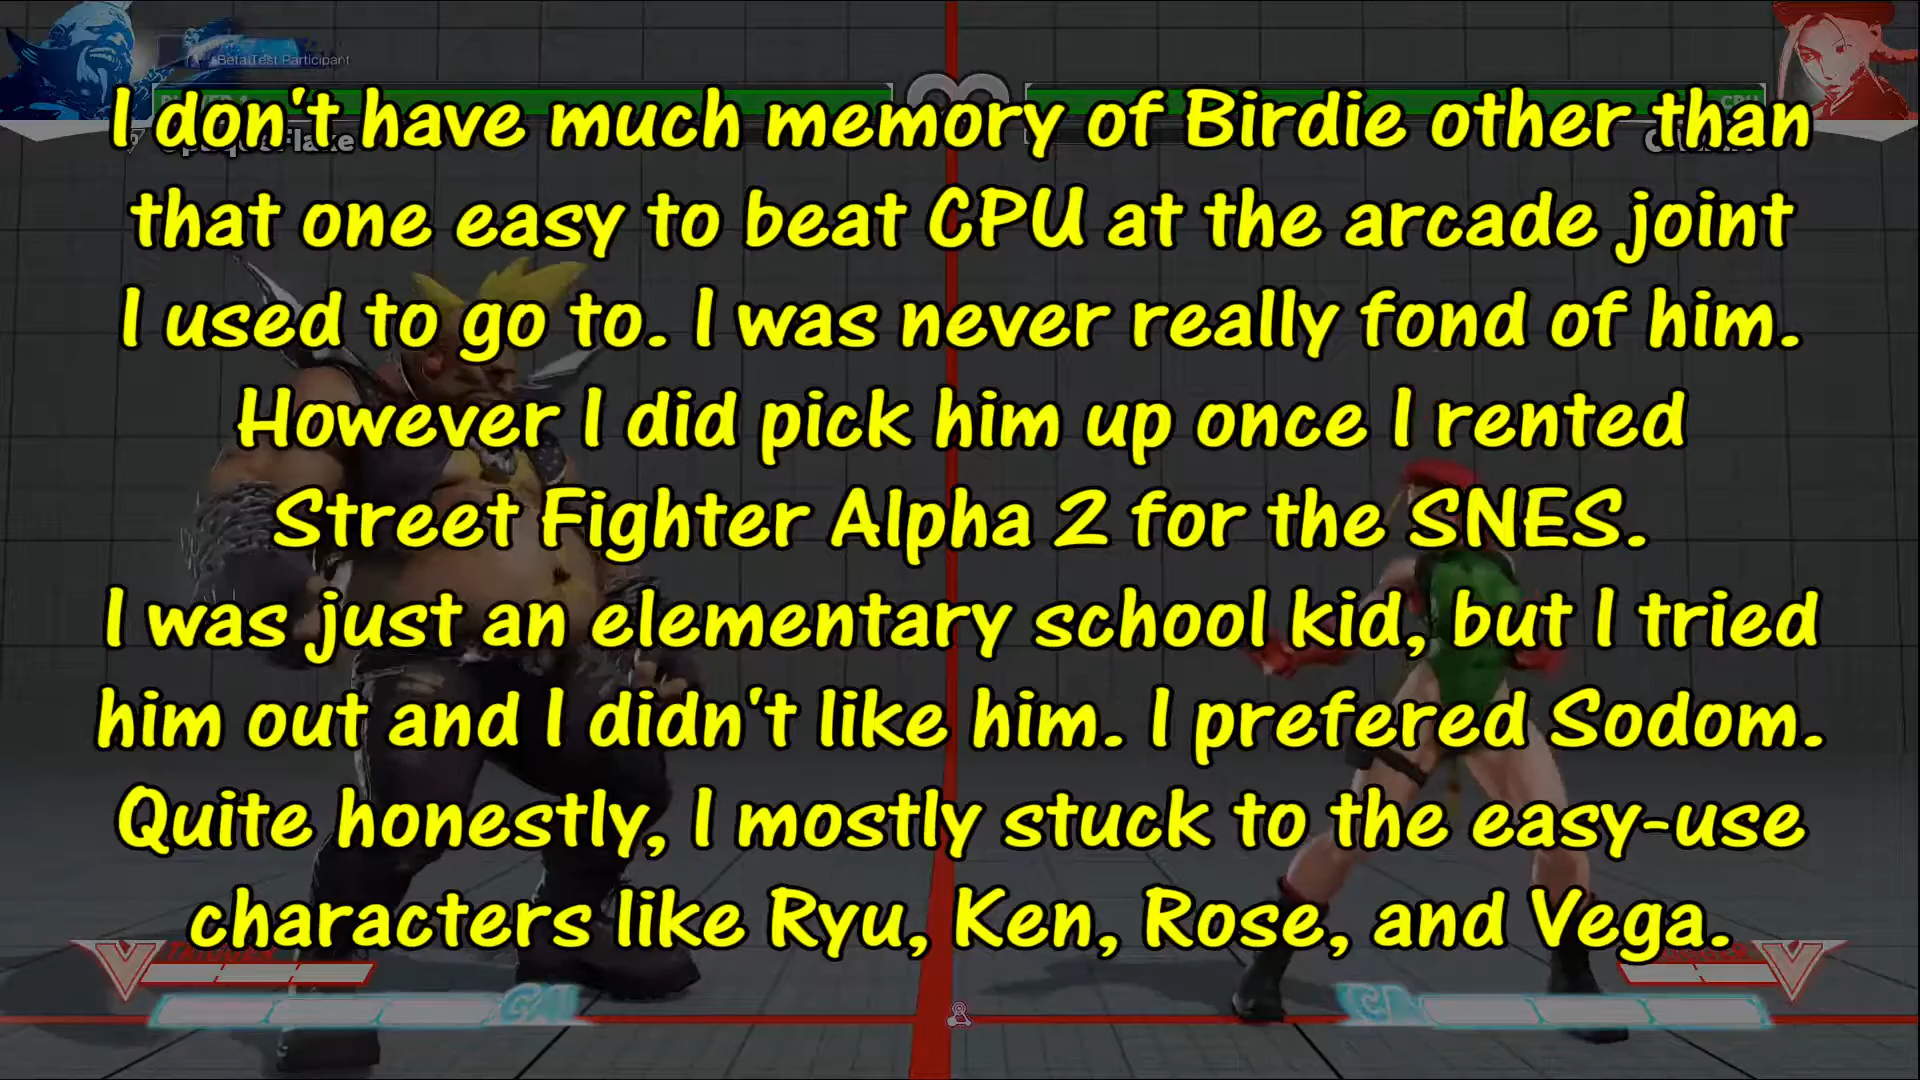 BetaTest Participant
I don't have much memory of Birdie other than
that one easy to beat CPU at the arcade joint
I used to go to. I was never really fond of him.
However I did pick him up once I rented
Street Fighter Alpha 2 for the SNES.
I was just an elementary school kid, but I tried
him out and I didn't like him. I prefered Sodom.
Quite honestly, I mostly stuck to the easy-use
characters like Ryu, Ken, Rose, and Vega.